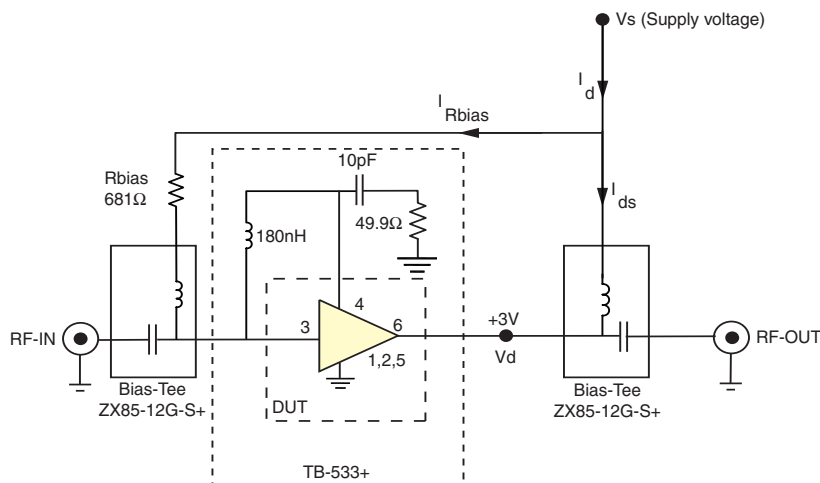 Vs (Supply voltage)
I d
I Rbias
10pF
Rbias
681Ω
I ds
49.9Ω
180nH
4
3
6
+3V
RF-IN
RF-OUT
1,2,5
Vd
Bias-Tee
ZX85-12G-S+
DUT
Bias-Tee
ZX85-12G-S+
TB-533+